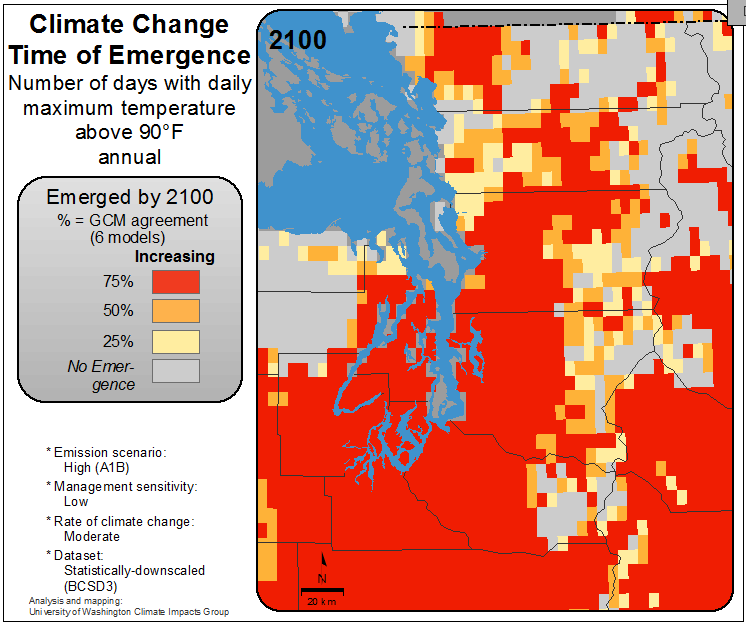 Climate Change
Time of Emergence
Number of days with daily
maximum temperature
above 90°F
annual
Emerged by 2100
% = GCM agreement
(6 models)
Increasing
75%
50%
25%
No Emer-
gence
* Emission scenario:
High (A1B)
* Management sensitivity:
Low
* Rate of climate change:
Moderate
* Dataset:
Statistically-downscaled
(BCSD3)
Analysis and mapping:
University of Washington Climate Impacts Group
2100
N
20 km